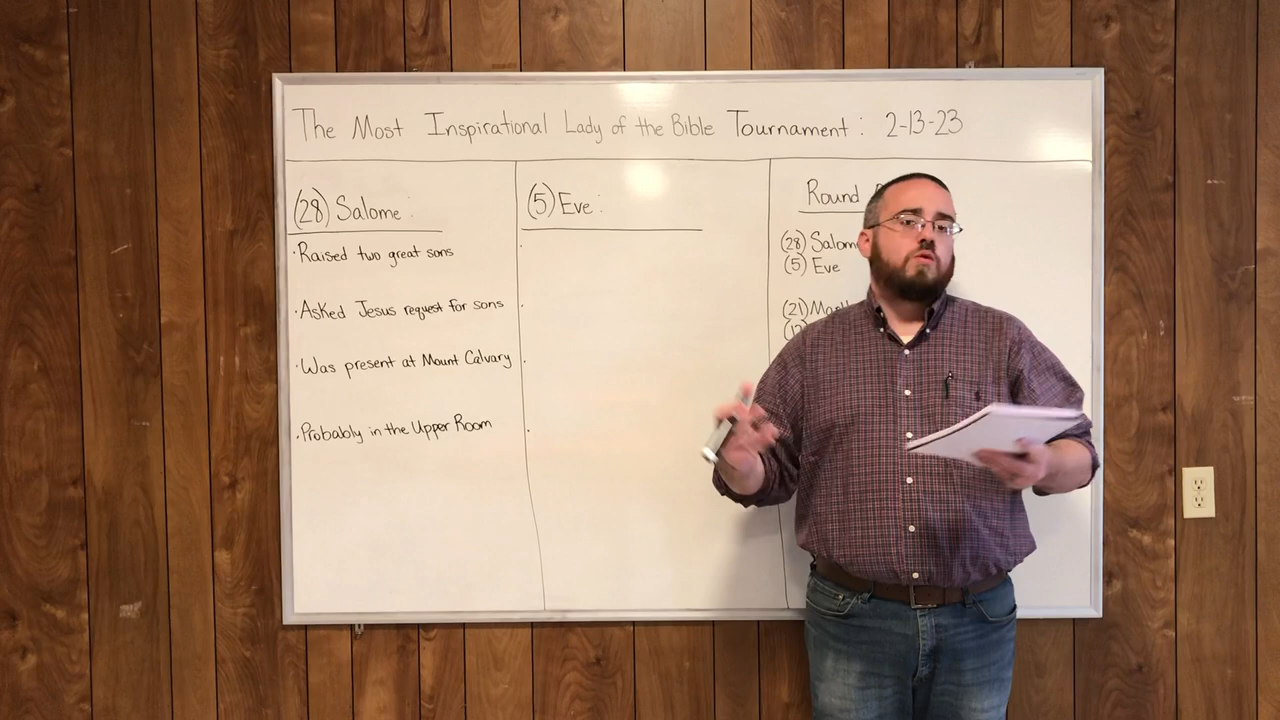 The Most Inspirational Lady of the Bible Tournament: 2-13-23
(28) Salome:
· Raised two great sons
· Asked Jesus request for sons
· Was present at Mount Calvary
· Probably in the Upper Room
(5) Eve:
Round
(28)
(5) Eve
(21)